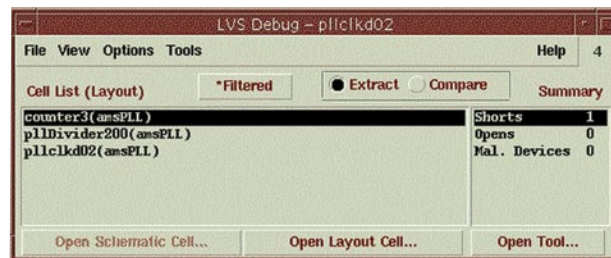 LVS Debug - pllclkd02
File View Options Tools Help 4
Cell List (Layout) *Filtered Extract Compare Summary
counter3(amsPLL) Shorts 1
pllDivider200(amsPLL) Opens 0
pllclkd02(amsPLL) Mal. Devices 0
Open Schematic Cell... Open Layout Cell... Open Tool...